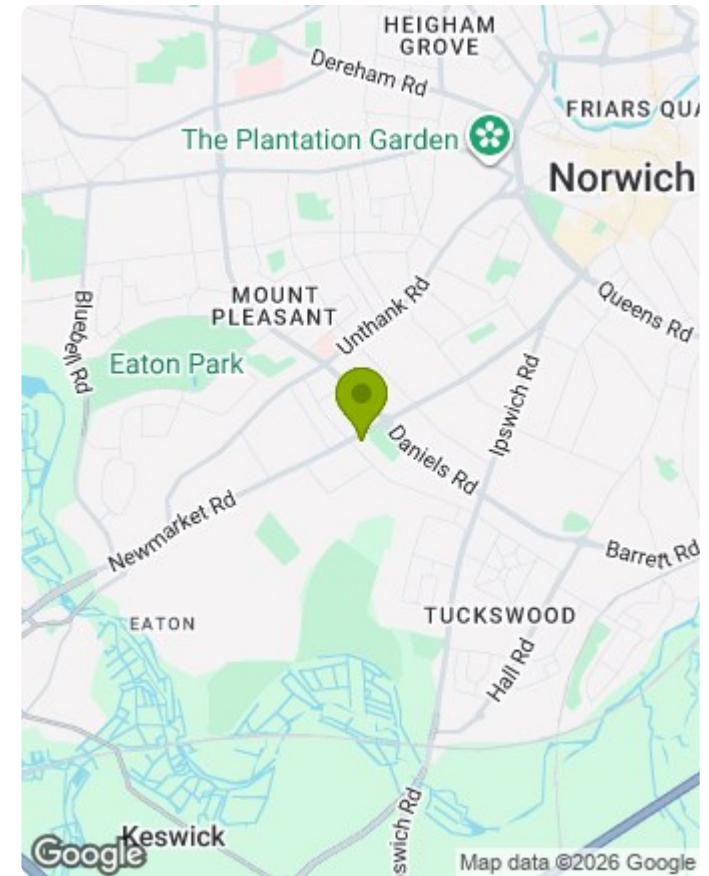 HEIGHAM
GROVE
Dereham Rd
FRIARS QUA
The Plantation Garden
Norwich
Bluebell Rd
MOUNT
PLEASANT
Unthank Rd
Queens Rd
Eaton Park
Ipswich Rd
Daniels Rd
Newmarket Rd
Barrett Rd
EATON
TUCKSWOOD
Hall Rd
swich Rd
Keswick
Google
Map data ©2026 Google